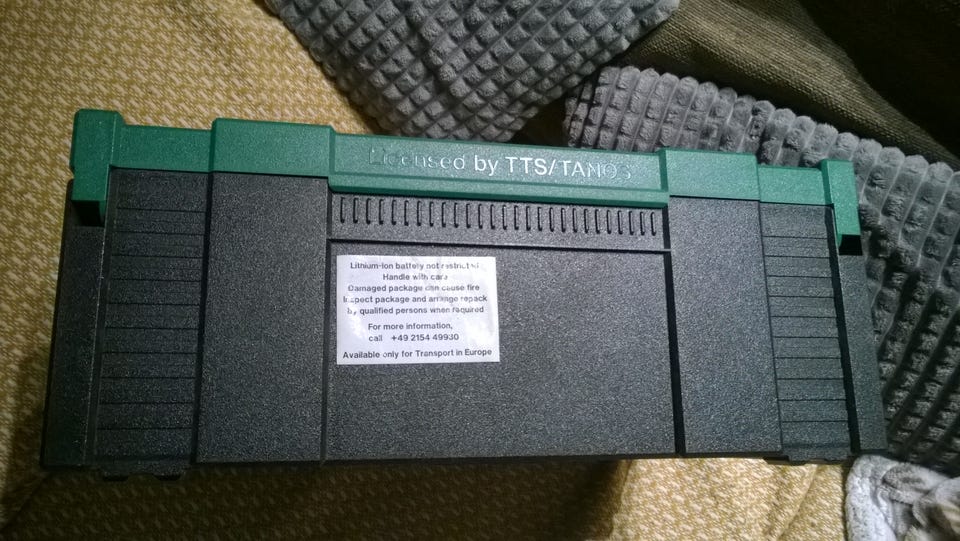 Licensed by TTS/TANOS
Lithium-Ion battely not restricted
Handle with care
Damaged package can cause fire
Inspect package and arrange repack
by qualified persons when required
For more information,
call +49 2154 49930
Available only for Transport in Europe